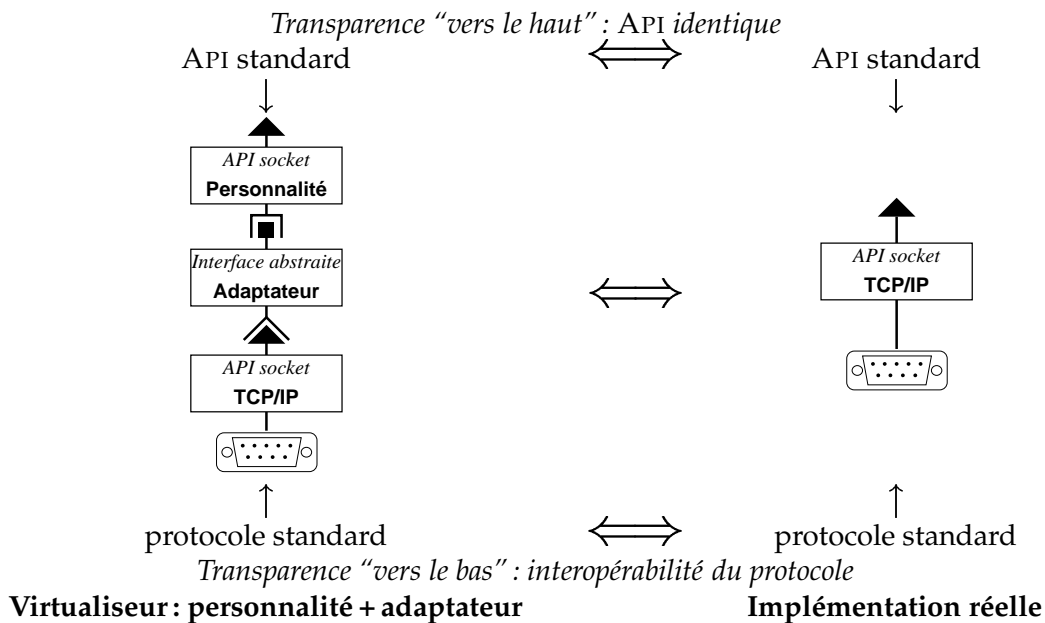 Transparence “vers le haut” : API identique
API standard
API standard
API socket
Personnalité
Interface abstraite
Adaptateur
API socket
TCP/IP
API socket
TCP/IP
protocole standard
protocole standard
Transparence “vers le bas” : interopérabilité du protocole
Virtualiseur : personnalité + adaptateur
Implémentation réelle